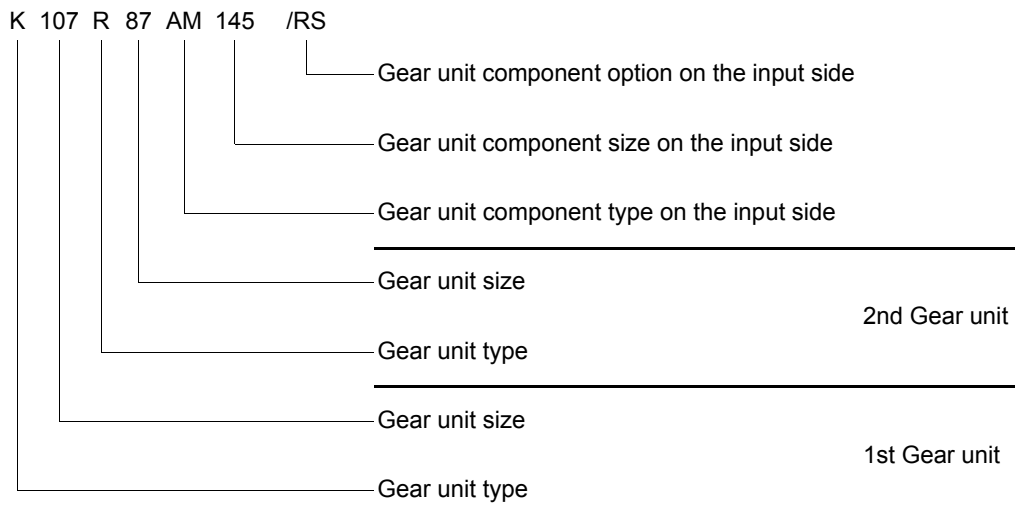 K 107 R 87 AM 145 /RS
Gear unit component option on the input side
Gear unit component size on the input side
Gear unit component type on the input side
Gear unit size
2nd Gear unit
Gear unit type
Gear unit size
1st Gear unit
Gear unit type